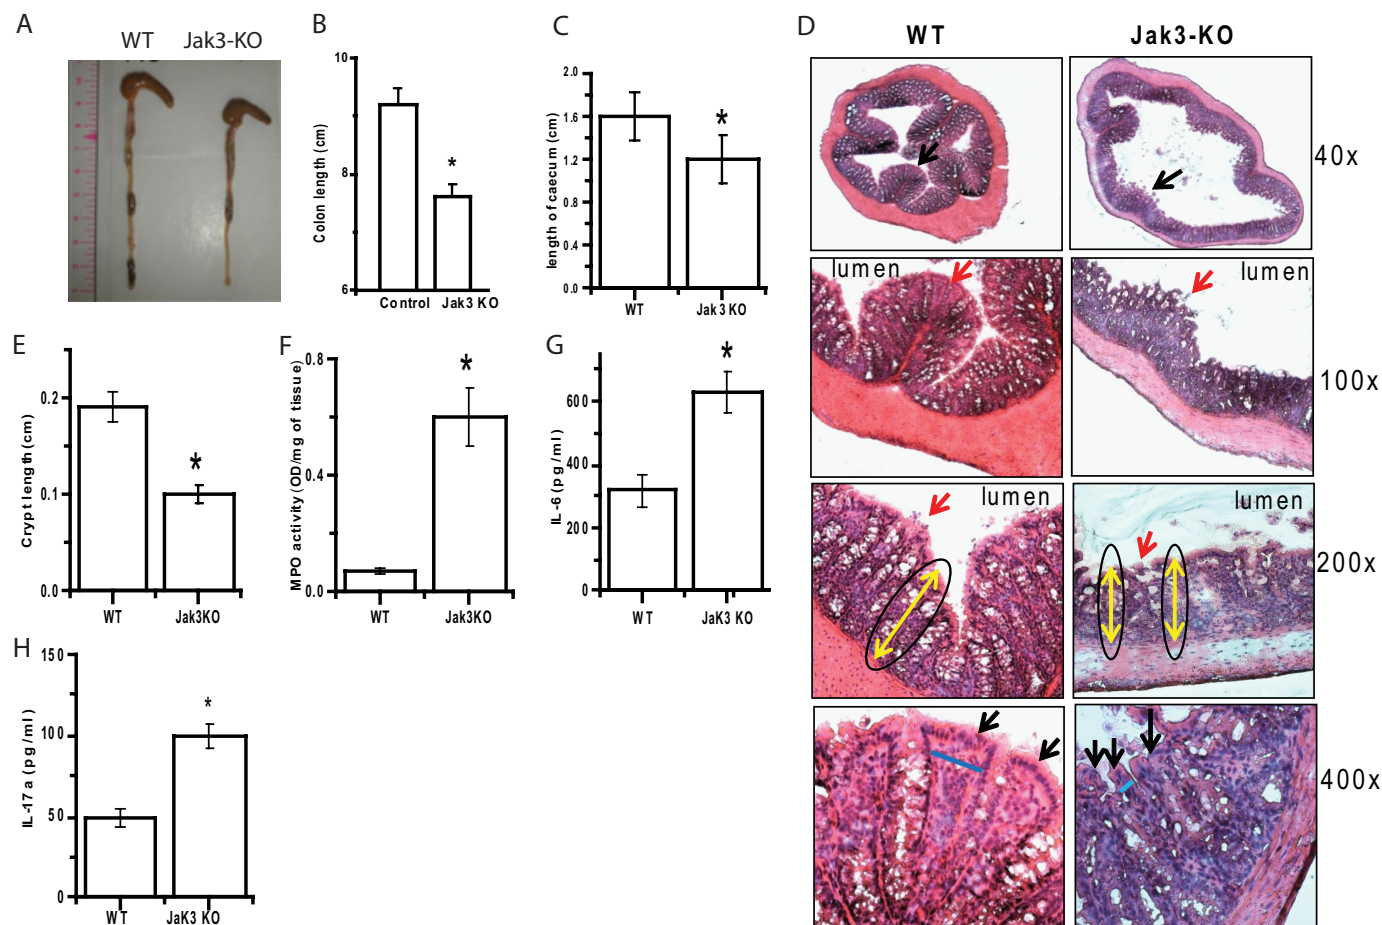 A
WT Jak3-KO
B
Colon length (cm)
10
8
6
Control Jak3 KO
*
C
length of caecum (cm)
2.0
1.6
1.2
0.8
0.4
0.0
WT Jak3 KO
*
D
WT Jak3-KO
40x
lumen lumen
100x
lumen lumen
200x
400x
E
Crypt length (cm)
0.2
0.1
0.0
WT Jak3KO
*
F
MPO activity (OD/mg of tissue)
0.8
0.4
0.0
WT Jak3KO
*
G
IL-6 (pg/ml)
600
400
200
0
WT JaK3 KO
*
H
IL-17a (pg/ml)
150
100
50
0
WT JaK3 KO
*